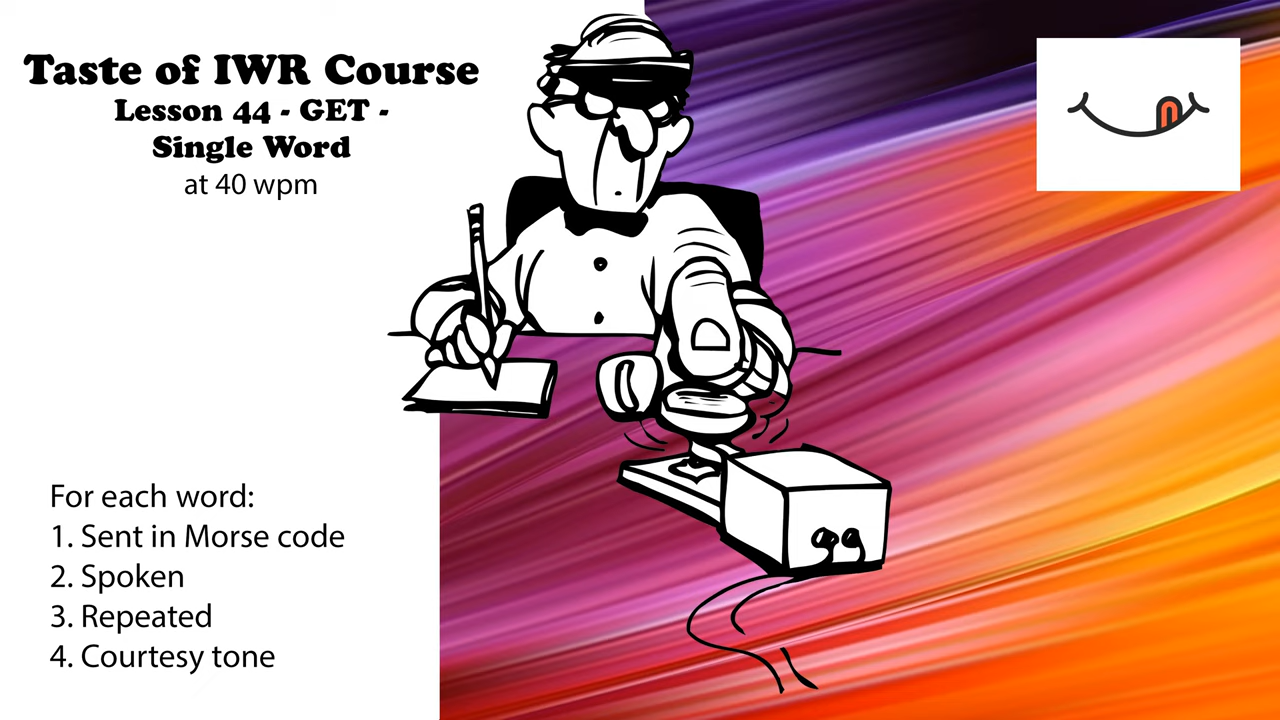 Taste of IWR Course
Lesson 44 - GET -
Single Word
at 40 wpm
For each word:
1. Sent in Morse code
2. Spoken
3. Repeated
4. Courtesy tone